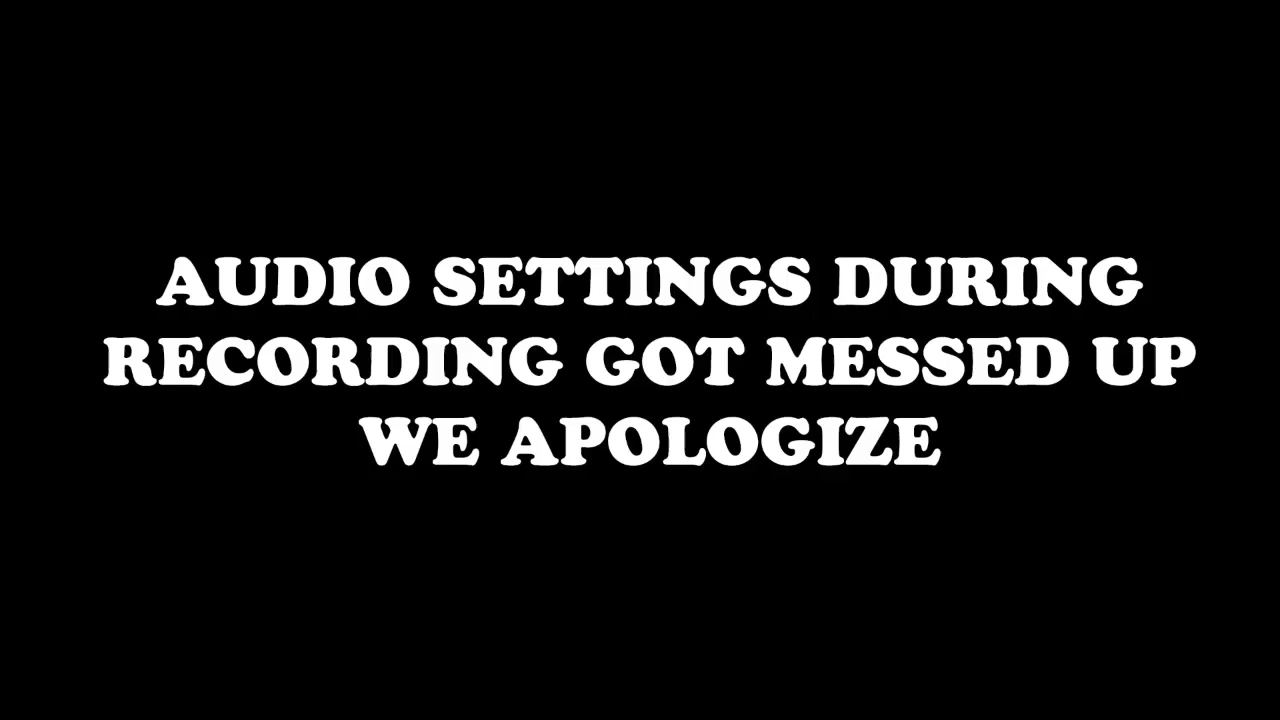 AUDIO SETTINGS DURING
RECORDING GOT MESSED UP
WE APOLOGIZE